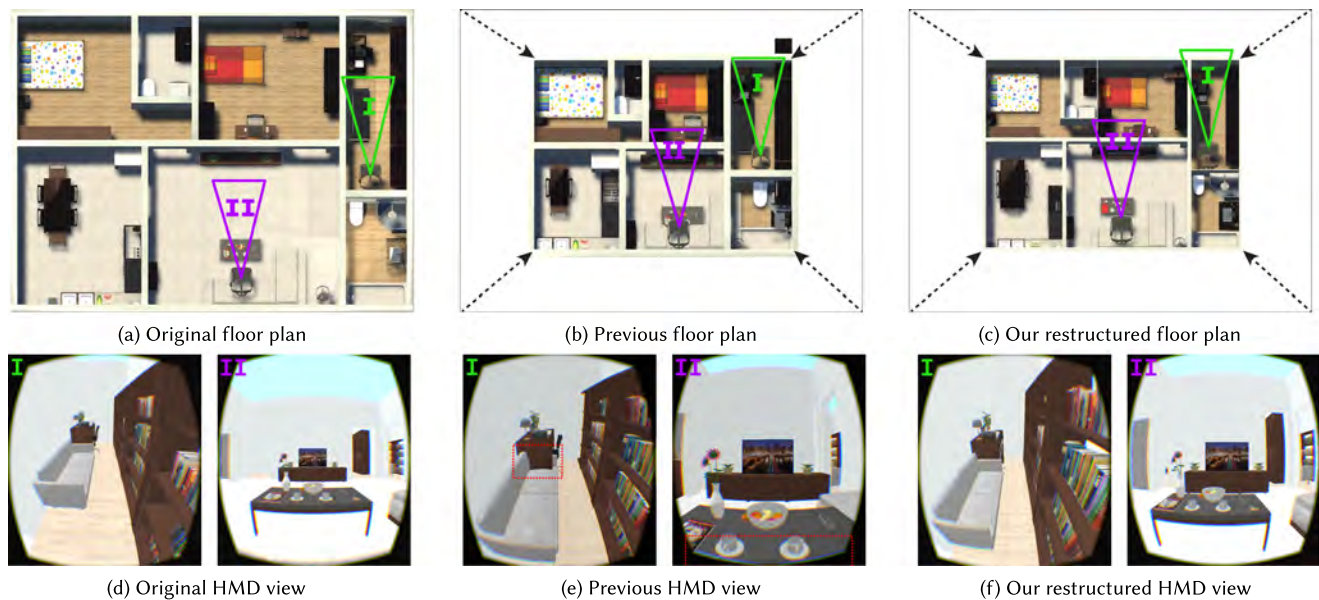 I
II
I
II
I
II
(a) Original floor plan
(b) Previous floor plan
(c) Our restructured floor plan
I
II
I
II
I
II
(d) Original HMD view
(e) Previous HMD view
(f) Our restructured HMD view